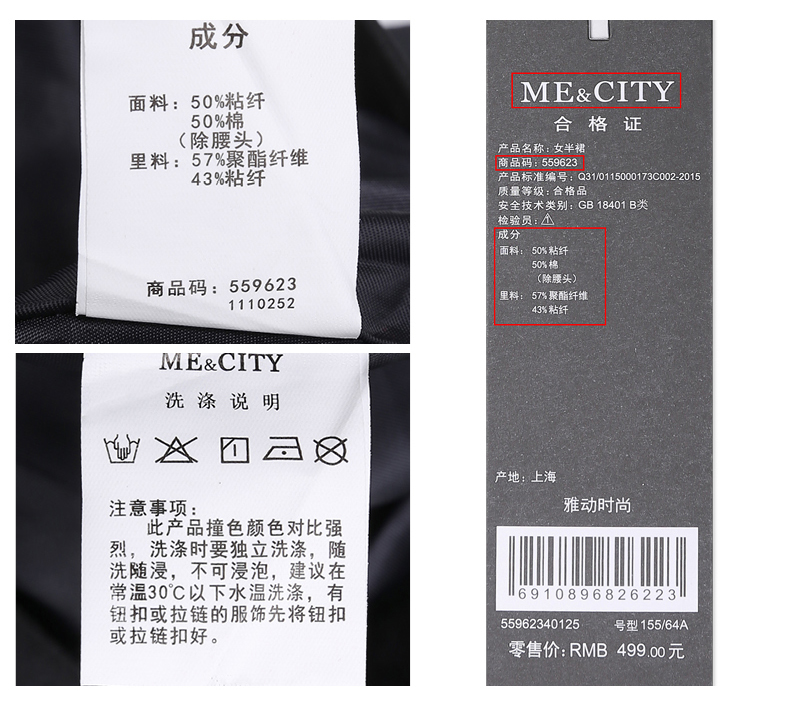 成分
面料：50%粘纤
50%棉
（除腰头）
里料：57%聚酯纤维
43%粘纤
商品码：559623
1110252
ME&CITY
洗涤说明
注意事项：
此产品撞色颜色对比强
烈，洗涤时要独立洗涤，随
洗随浸，不可浸泡，建议在
常温30℃以下水温洗涤，有
钮扣或拉链的服饰先将钮扣
或拉链扣好。
ME&CITY
合格证
产品名称：女半裙
商品码：559623
产品标准编号：Q31/0115000173C002-2015
质量等级：合格品
安全技术类别：GB 18401 B类
检验员：
成分
面料：50%粘纤
50%棉
（除腰头）
里料：57%聚酯纤维
43%粘纤
产地：上海
雅动时尚
6910896826223
55962340125 号型155/64A
零售价：RMB 499.00元